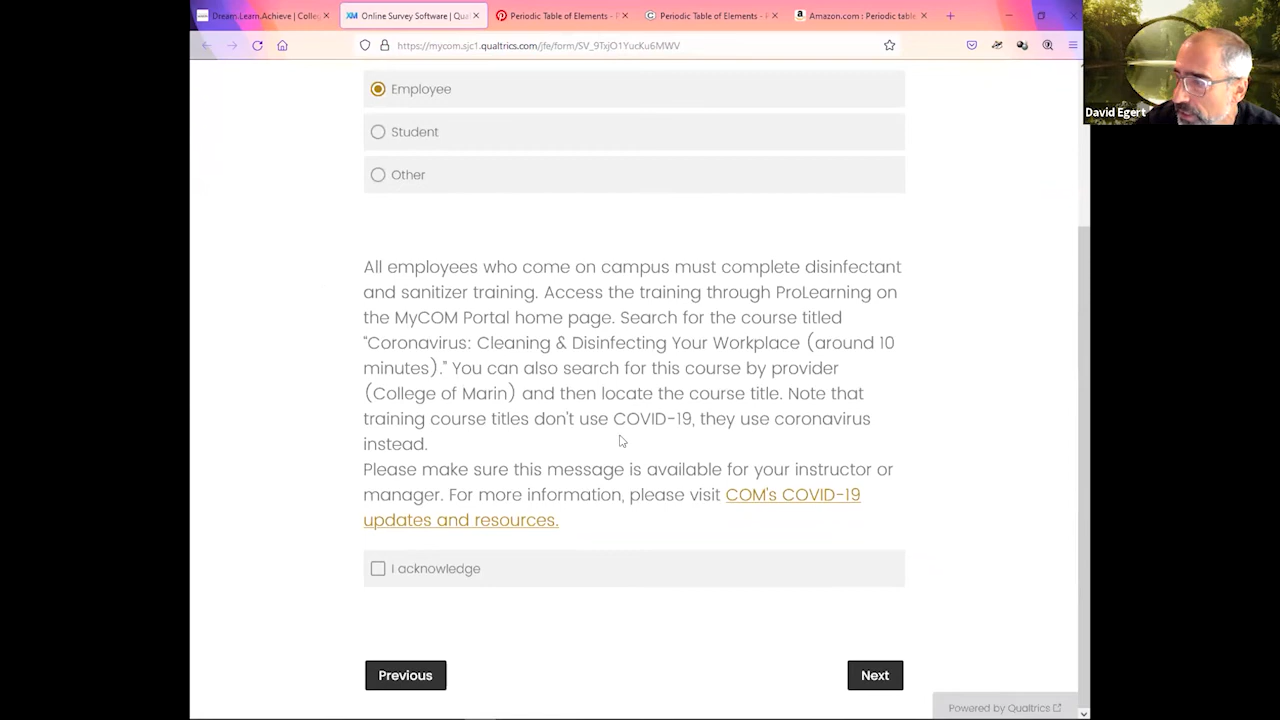 Dream.Learn.Achieve | Colle
Online Survey Software | Qual
Periodic Table of Elements - P
Periodic Table of Elements - P
Amazon.com : Periodic table
https://mycom.sjc1.qualtrics.com/jfe/form/SV_9TxjO1YucKu6MWV
David Egert
Employee
Student
Other
All employees who come on campus must complete disinfectant
and sanitizer training. Access the training through ProLearning on
the MyCOM Portal home page. Search for the course titled
"Coronavirus: Cleaning & Disinfecting Your Workplace (around 10
minutes)." You can also search for this course by provider
(College of Marin) and then locate the course title. Note that
training course titles don't use COVID-19, they use coronavirus
instead.
Please make sure this message is available for your instructor or
manager. For more information, please visit COM's COVID-19
updates and resources.
I acknowledge
Previous
Next
Powered by Qualtrics